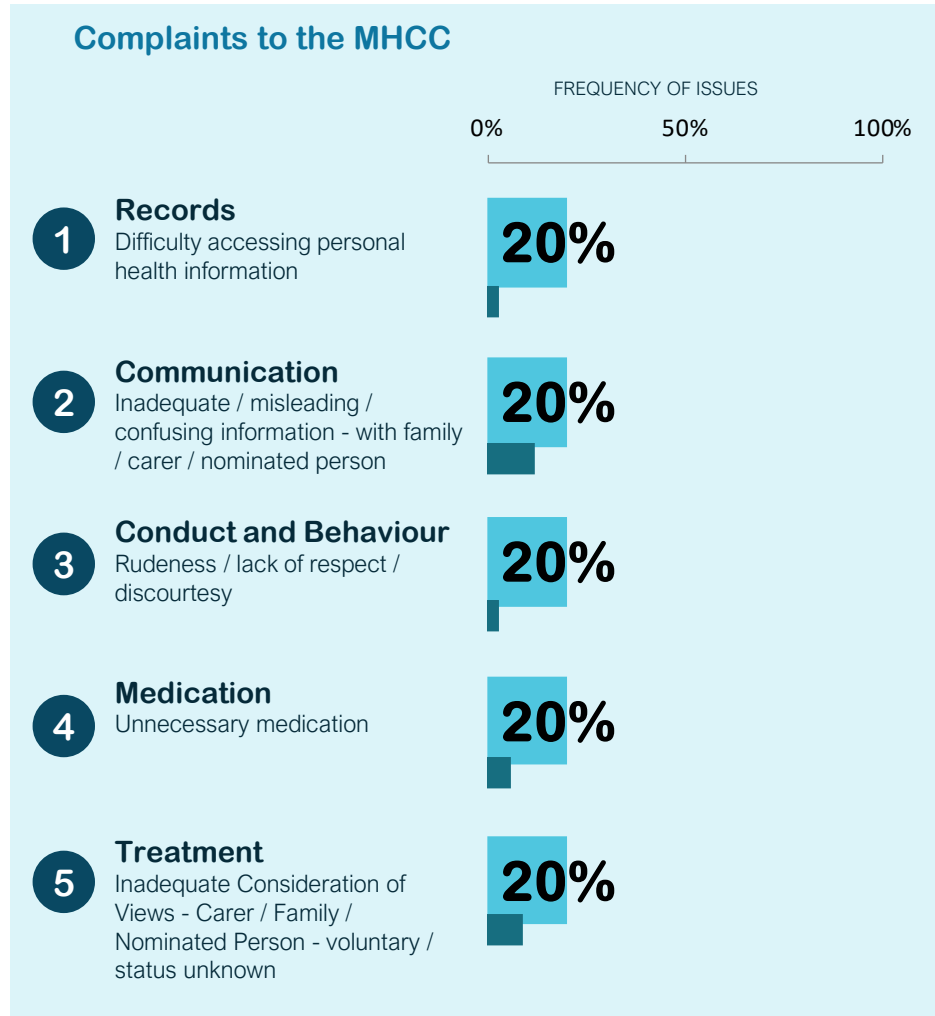 Complaints to the MHCC
FREQUENCY OF ISSUES
0% 50% 100%
1
Records
Difficulty accessing personal
health information
20%
2
Communication
Inadequate / misleading /
confusing information - with family
/ carer / nominated person
20%
3
Conduct and Behaviour
Rudeness / lack of respect /
discourtesy
20%
4
Medication
Unnecessary medication
20%
5
Treatment
Inadequate Consideration of
Views - Carer / Family /
Nominated Person - voluntary /
status unknown
20%